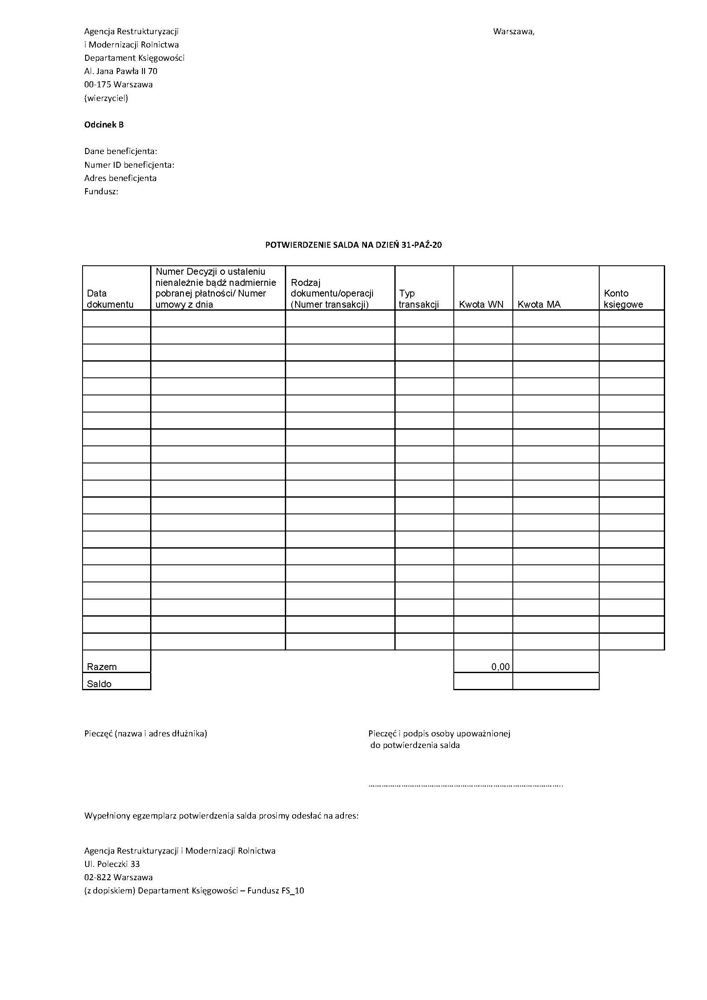 Agencja Restrukturyzacji
Warszawa,
i Modernizacji Rolnictwa
Departament Księgowości
Al. Jana Pawła II 70
00-175 Warszawa
(wierzyciel)
Odcinek B
Dane beneficjenta:
Numer ID beneficjenta:
Adres beneficjenta
Fundusz:
POTWIERDZENIE SALDA NA DZIEŃ 31-PAŹ-20
Data
dokumentu
Numer Decyzji o ustaleniu
nienależnie bądź nadmiernie
pobranej płatności/ Numer
umowy z dnia
Rodzaj
dokumentu/operacji
(Numer transakcji)
Typ
transakcji
Kwota WN
Kwota MA
Konto
księgowe
Razem
0,00
Saldo
Pieczęć (nazwa i adres dłużnika)
Pieczęć i podpis osoby upoważnionej
do potwierdzenia salda
Wypełniony egzemplarz potwierdzenia salda prosimy odesłać na adres:
Agencja Restrukturyzacji i Modernizacji Rolnictwa
Ul. Poleczki 33
02-822 Warszawa
(z dopiskiem) Departament Księgowości – Fundusz FS_10